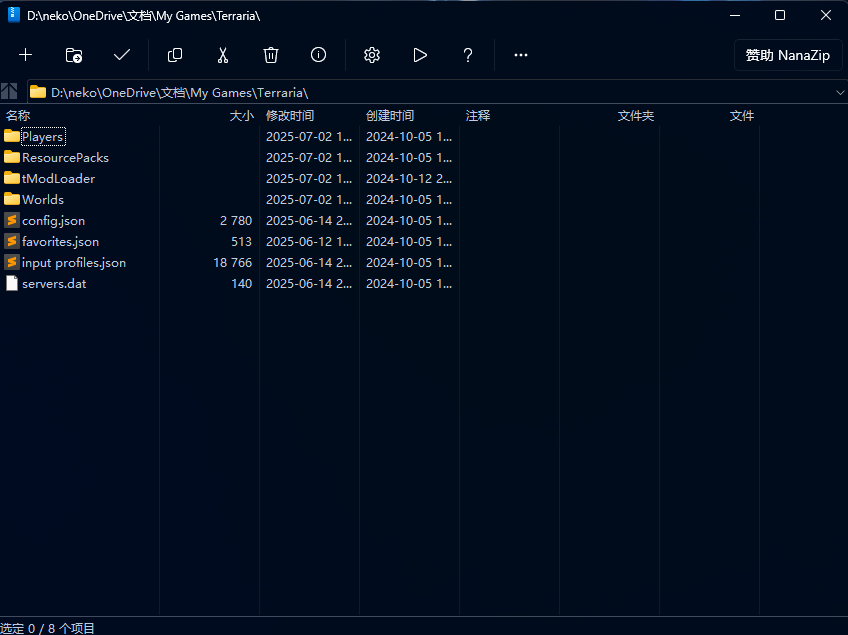 D:\neko\OneDrive\文档\My Games\Terraria\
赞助 NanaZip
D:\neko\OneDrive\文档\My Games\Terraria\
名称 大小 修改时间 创建时间 注释 文件夹 文件
Players 2025-07-02 1... 2024-10-05 1...
ResourcePacks 2025-07-02 1... 2024-10-05 1...
tModLoader 2025-07-02 1... 2024-10-12 2...
Worlds 2025-07-02 1... 2024-10-05 1...
config.json 2 780 2025-06-14 2... 2024-10-05 1...
favorites.json 513 2025-06-12 1... 2024-10-05 1...
input profiles.json 18 766 2025-06-14 2... 2024-10-05 1...
servers.dat 140 2025-06-14 2... 2024-10-05 1...
选定 0 / 8 个项目